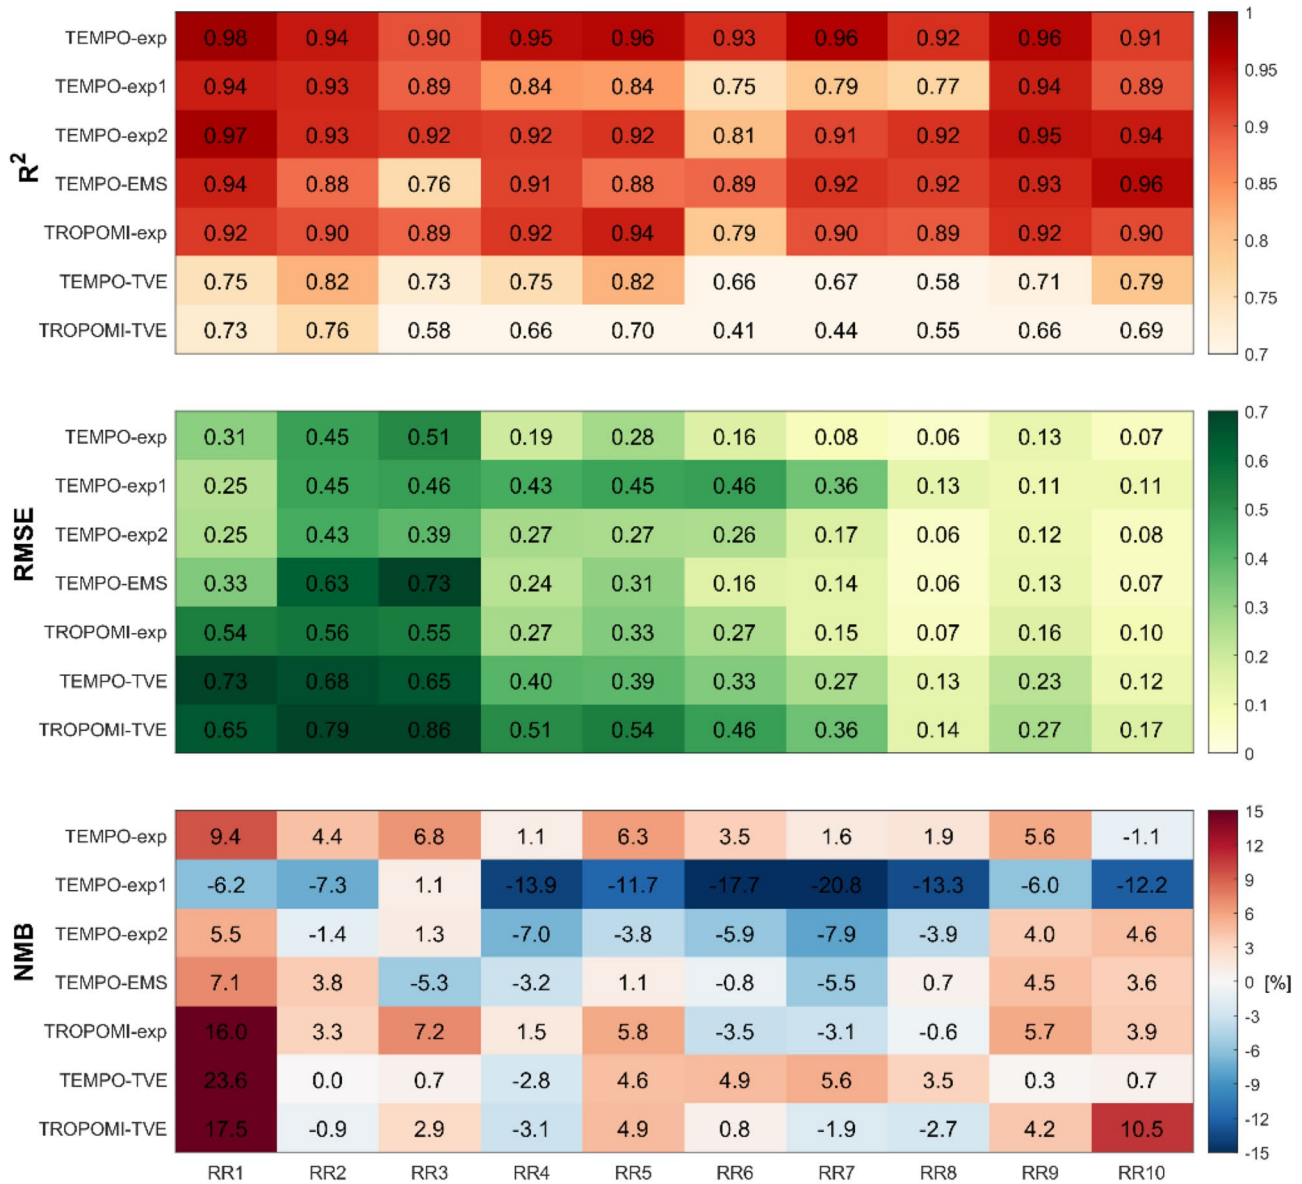 R²
TEMPO-exp 0.98 0.94 0.90 0.95 0.96 0.93 0.96 0.92 0.96 0.91
TEMPO-exp1 0.94 0.93 0.89 0.84 0.84 0.75 0.79 0.77 0.94 0.89
TEMPO-exp2 0.97 0.93 0.92 0.92 0.92 0.81 0.91 0.92 0.95 0.94
TEMPO-EMS 0.94 0.88 0.76 0.91 0.88 0.89 0.92 0.92 0.93 0.96
TROPOMI-exp 0.92 0.90 0.89 0.92 0.94 0.79 0.90 0.89 0.92 0.90
TEMPO-TVE 0.75 0.82 0.73 0.75 0.82 0.66 0.67 0.58 0.71 0.79
TROPOMI-TVE 0.73 0.76 0.58 0.66 0.70 0.41 0.44 0.55 0.66 0.69
1
0.95
0.9
0.85
0.8
0.75
0.7
RMSE
TEMPO-exp 0.31 0.45 0.51 0.19 0.28 0.16 0.08 0.06 0.13 0.07
TEMPO-exp1 0.25 0.45 0.46 0.43 0.45 0.46 0.36 0.13 0.11 0.11
TEMPO-exp2 0.25 0.43 0.39 0.27 0.27 0.26 0.17 0.06 0.12 0.08
TEMPO-EMS 0.33 0.63 0.73 0.24 0.31 0.16 0.14 0.06 0.13 0.07
TROPOMI-exp 0.54 0.56 0.55 0.27 0.33 0.27 0.15 0.07 0.16 0.10
TEMPO-TVE 0.73 0.68 0.65 0.40 0.39 0.33 0.27 0.13 0.23 0.12
TROPOMI-TVE 0.65 0.79 0.86 0.51 0.54 0.46 0.36 0.14 0.27 0.17
0.7
0.6
0.5
0.4
0.3
0.2
0.1
0
NMB
TEMPO-exp 9.4 4.4 6.8 1.1 6.3 3.5 1.6 1.9 5.6 -1.1
TEMPO-exp1 -6.2 -7.3 1.1 -13.9 -11.7 -17.7 -20.8 -13.3 -6.0 -12.2
TEMPO-exp2 5.5 -1.4 1.3 -7.0 -3.8 -5.9 -7.9 -3.9 4.0 4.6
TEMPO-EMS 7.1 3.8 -5.3 -3.2 1.1 -0.8 -5.5 0.7 4.5 3.6
TROPOMI-exp 16.0 3.3 7.2 1.5 5.8 -3.5 -3.1 -0.6 5.7 3.9
TEMPO-TVE 23.6 0.0 0.7 -2.8 4.6 4.9 5.6 3.5 0.3 0.7
TROPOMI-TVE 17.5 -0.9 2.9 -3.1 4.9 0.8 -1.9 -2.7 4.2 10.5
RR1 RR2 RR3 RR4 RR5 RR6 RR7 RR8 RR9 RR10
15
12
9
6
3
0 [%]
-3
-6
-9
-12
-15